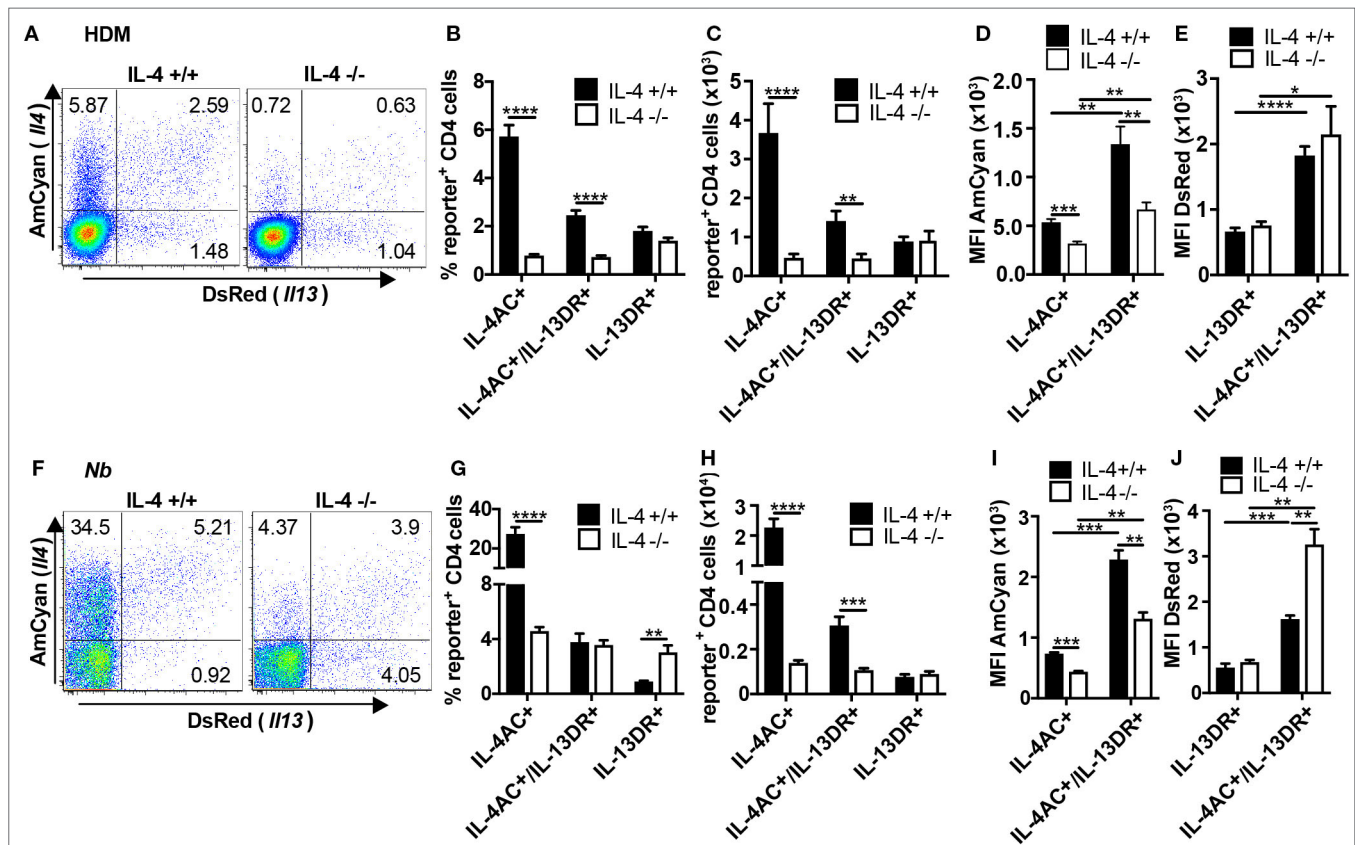 A HDM
IL-4 +/+
IL-4 -/-
5.87
2.59
0.72
0.63
1.48
1.04
AmCyan (Il4)
DsRed (Il13)
B
IL-4 +/+
IL-4 -/-
% reporter+ CD4 cells
8
6
4
2
0
****
****
IL-4AC+
IL-4AC+/IL-13DR+
IL-13DR+
C
IL-4 +/+
IL-4 -/-
reporter+ CD4 cells (x10³)
5
4
3
2
1
0
****
**
IL-4AC+
IL-4AC+/IL-13DR+
IL-13DR+
D
IL-4 +/+
IL-4 -/-
MFI AmCyan (x10³)
2.0
1.5
1.0
5.0
0.0
**
**
**
***
IL-4AC+
IL-4AC+/IL-13DR+
E
IL-4 +/+
IL-4 -/-
MFI DsRed (x10³)
3
2
1
0
*
****
IL-13DR+
IL-4AC+/IL-13DR+
F Nb
IL-4 +/+
IL-4 -/-
34.5
5.21
4.37
3.9
0.92
4.05
AmCyan (Il4)
DsRed (Il13)
G
IL-4 +/+
IL-4 -/-
% reporter+ CD4 cells
40
30
20
10
8
4
0
****
**
IL-4AC+
IL-4AC+/IL-13DR+
IL-13DR+
H
IL-4 +/+
IL-4 -/-
reporter+ CD4 cells (x10⁴)
3
2
1
0.4
0.2
0
****
***
IL-4AC+
IL-4AC+/IL-13DR+
IL-13DR+
I
IL-4+/+
IL-4-/-
MFI AmCyan (x10³)
3
2
1
0
**
***
**
***
IL-4AC+
IL-4AC+/IL-13DR+
J
IL-4 +/+
IL-4 -/-
MFI DsRed (x10³)
4
3
2
1
0
**
***
**
IL-13DR+
IL-4AC+/IL-13DR+